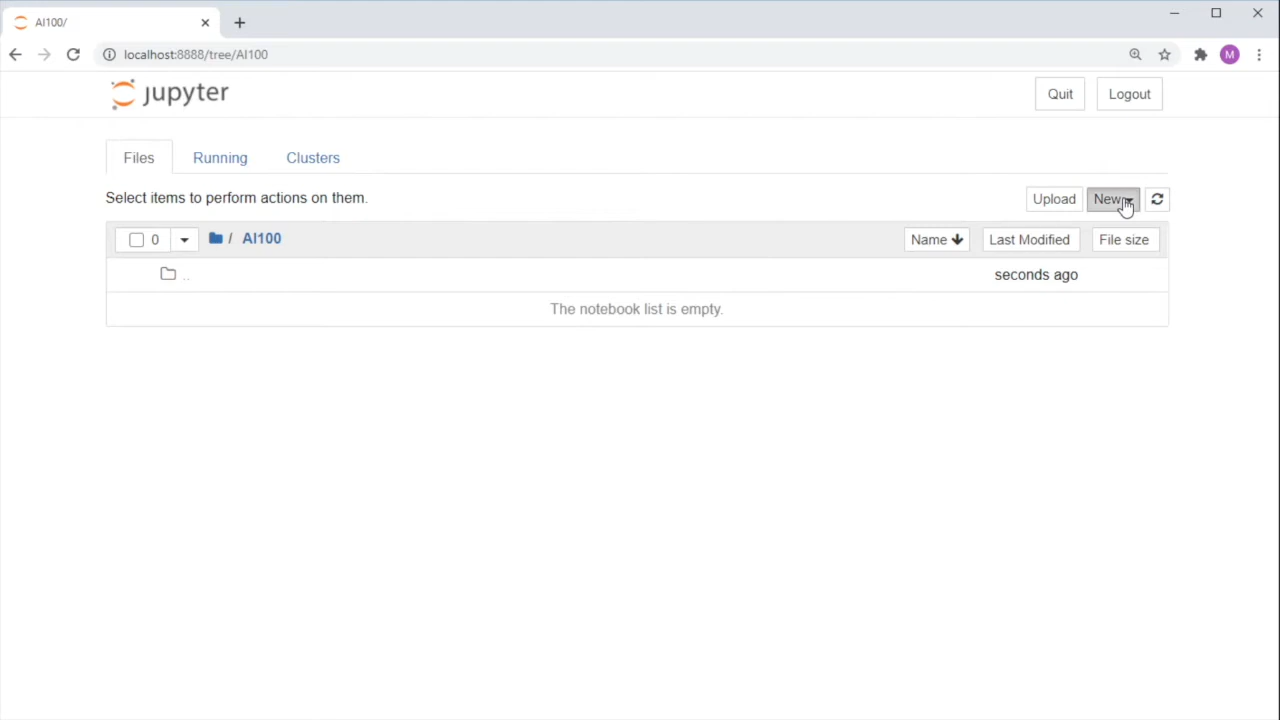 AI100/
localhost:8888/tree/AI100
M
jupyter
Quit
Logout
Files
Running
Clusters
Select items to perform actions on them.
Upload
New
0
/ AI100
Name
Last Modified
File size
..
seconds ago
The notebook list is empty.